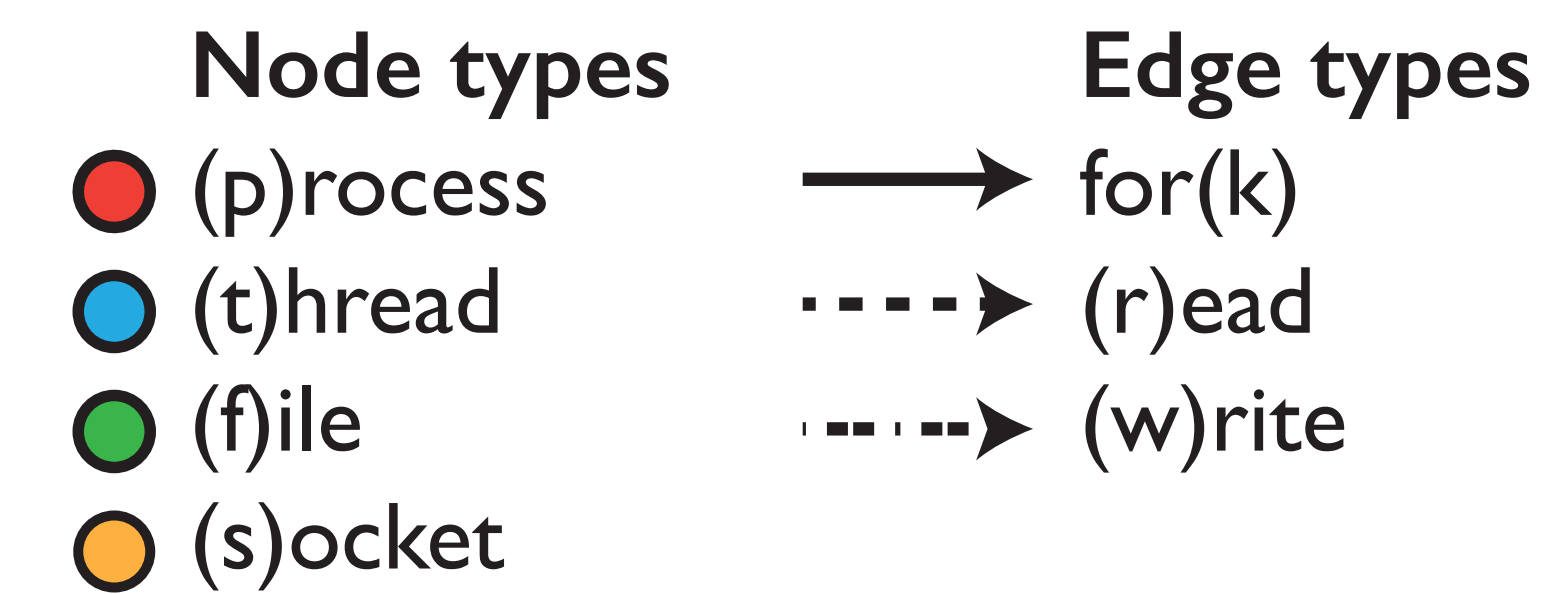 Node types
(p)rocess
(t)hread
(f)ile
(s)ocket
Edge types
for(k)
(r)ead
(w)rite